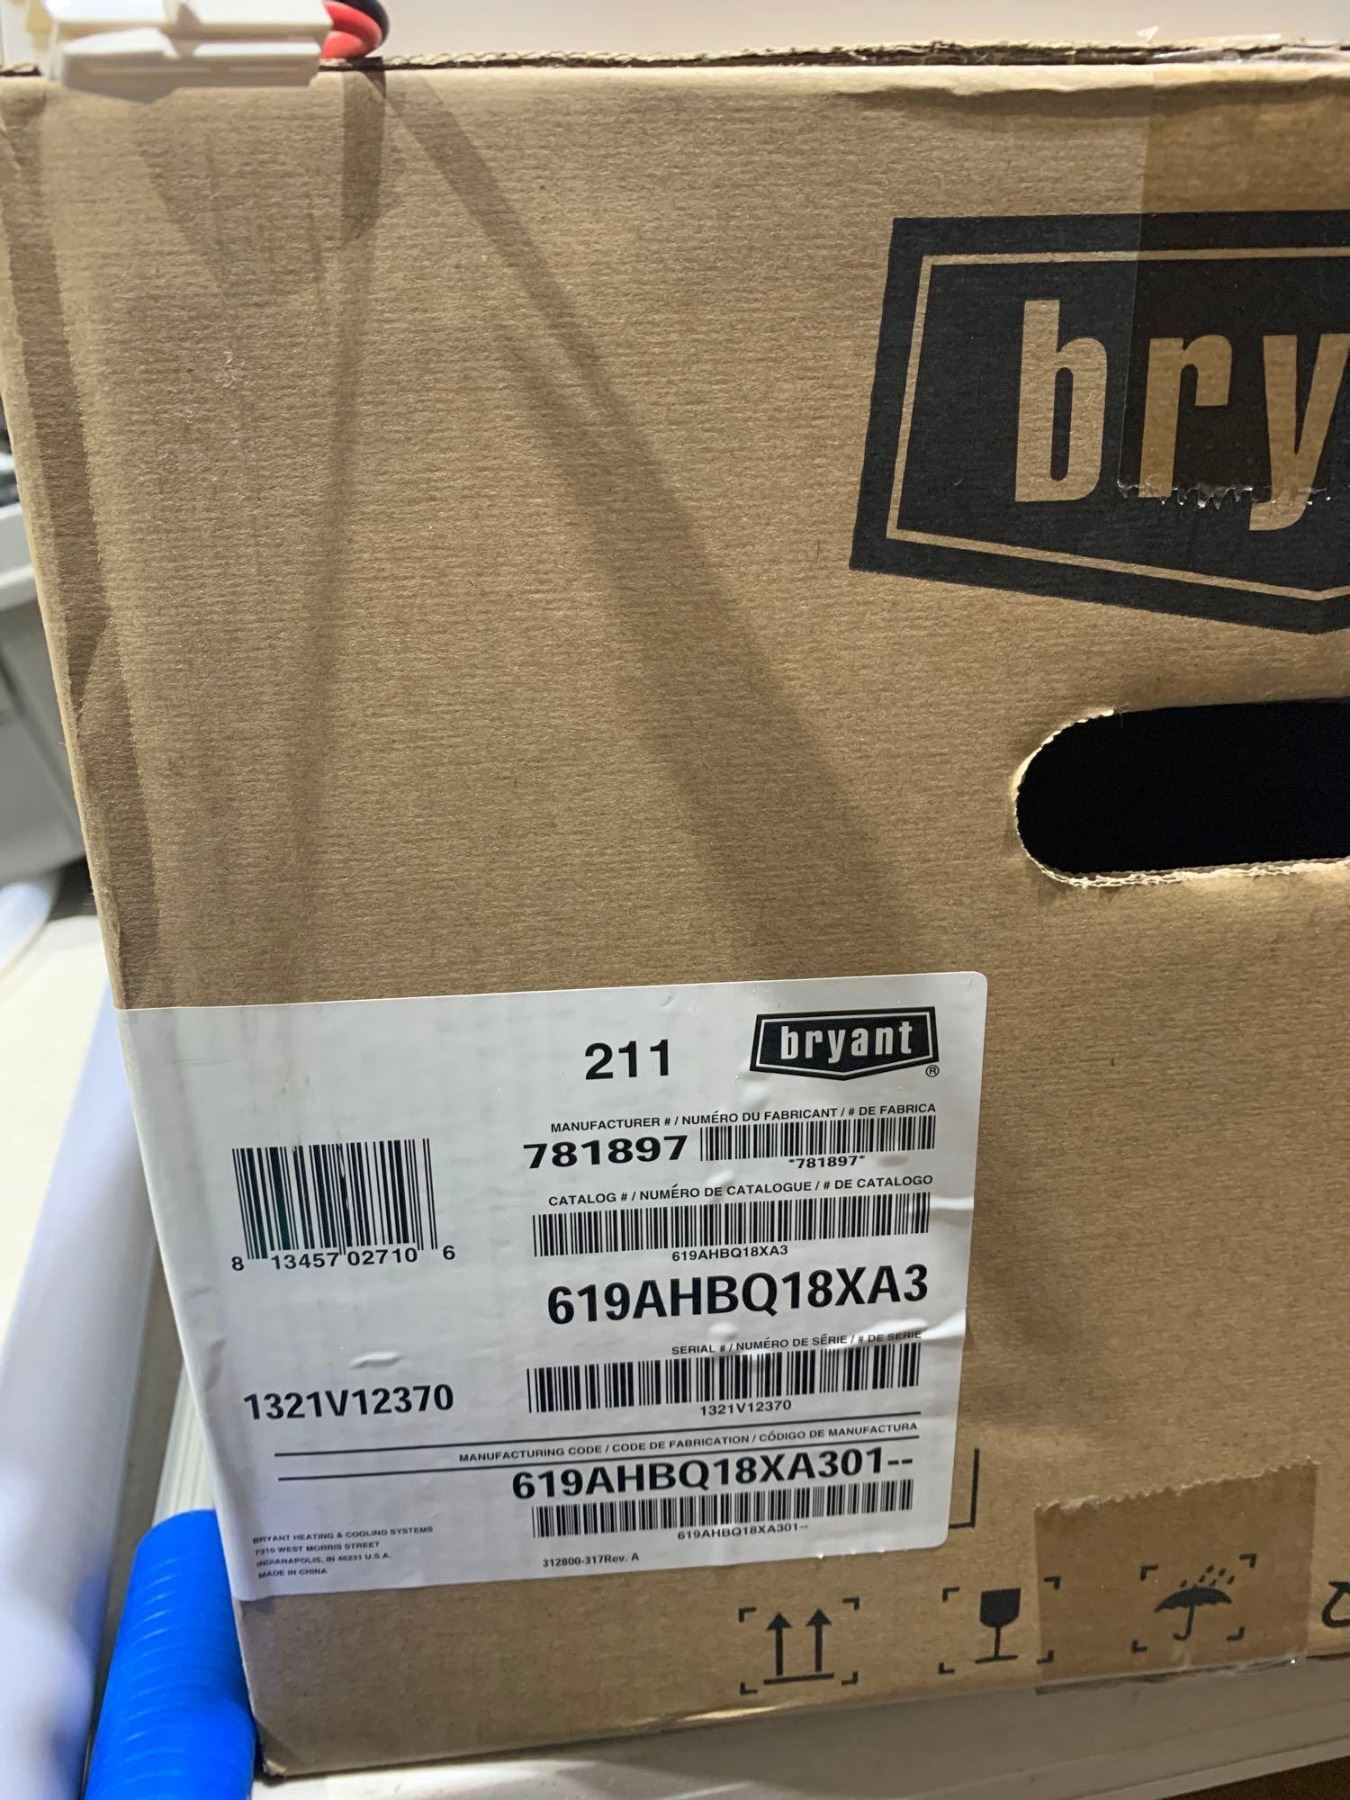 bry
211
bryant
®
MANUFACTURER # / NUMÉRO DU FABRICANT / # DE FABRICA
781897
*781897*
CATALOG # / NUMÉRO DE CATALOGUE / # DE CATALOGO
619AHBQ18XA3
619AHBQ18XA3
8 13457 02710 6
SERIAL # / NUMÉRO DE SÉRIE / # DE SERIE
1321V12370
1321V12370
MANUFACTURING CODE / CODE DE FABRICATION / CÓDIGO DE MANUFACTURA
619AHBQ18XA301--
619AHBQ18XA301--
BRYANT HEATING & COOLING SYSTEMS
7310 WEST MORRIS STREET
INDIANAPOLIS, IN 46231 U.S.A.
MADE IN CHINA
312800-317Rev. A